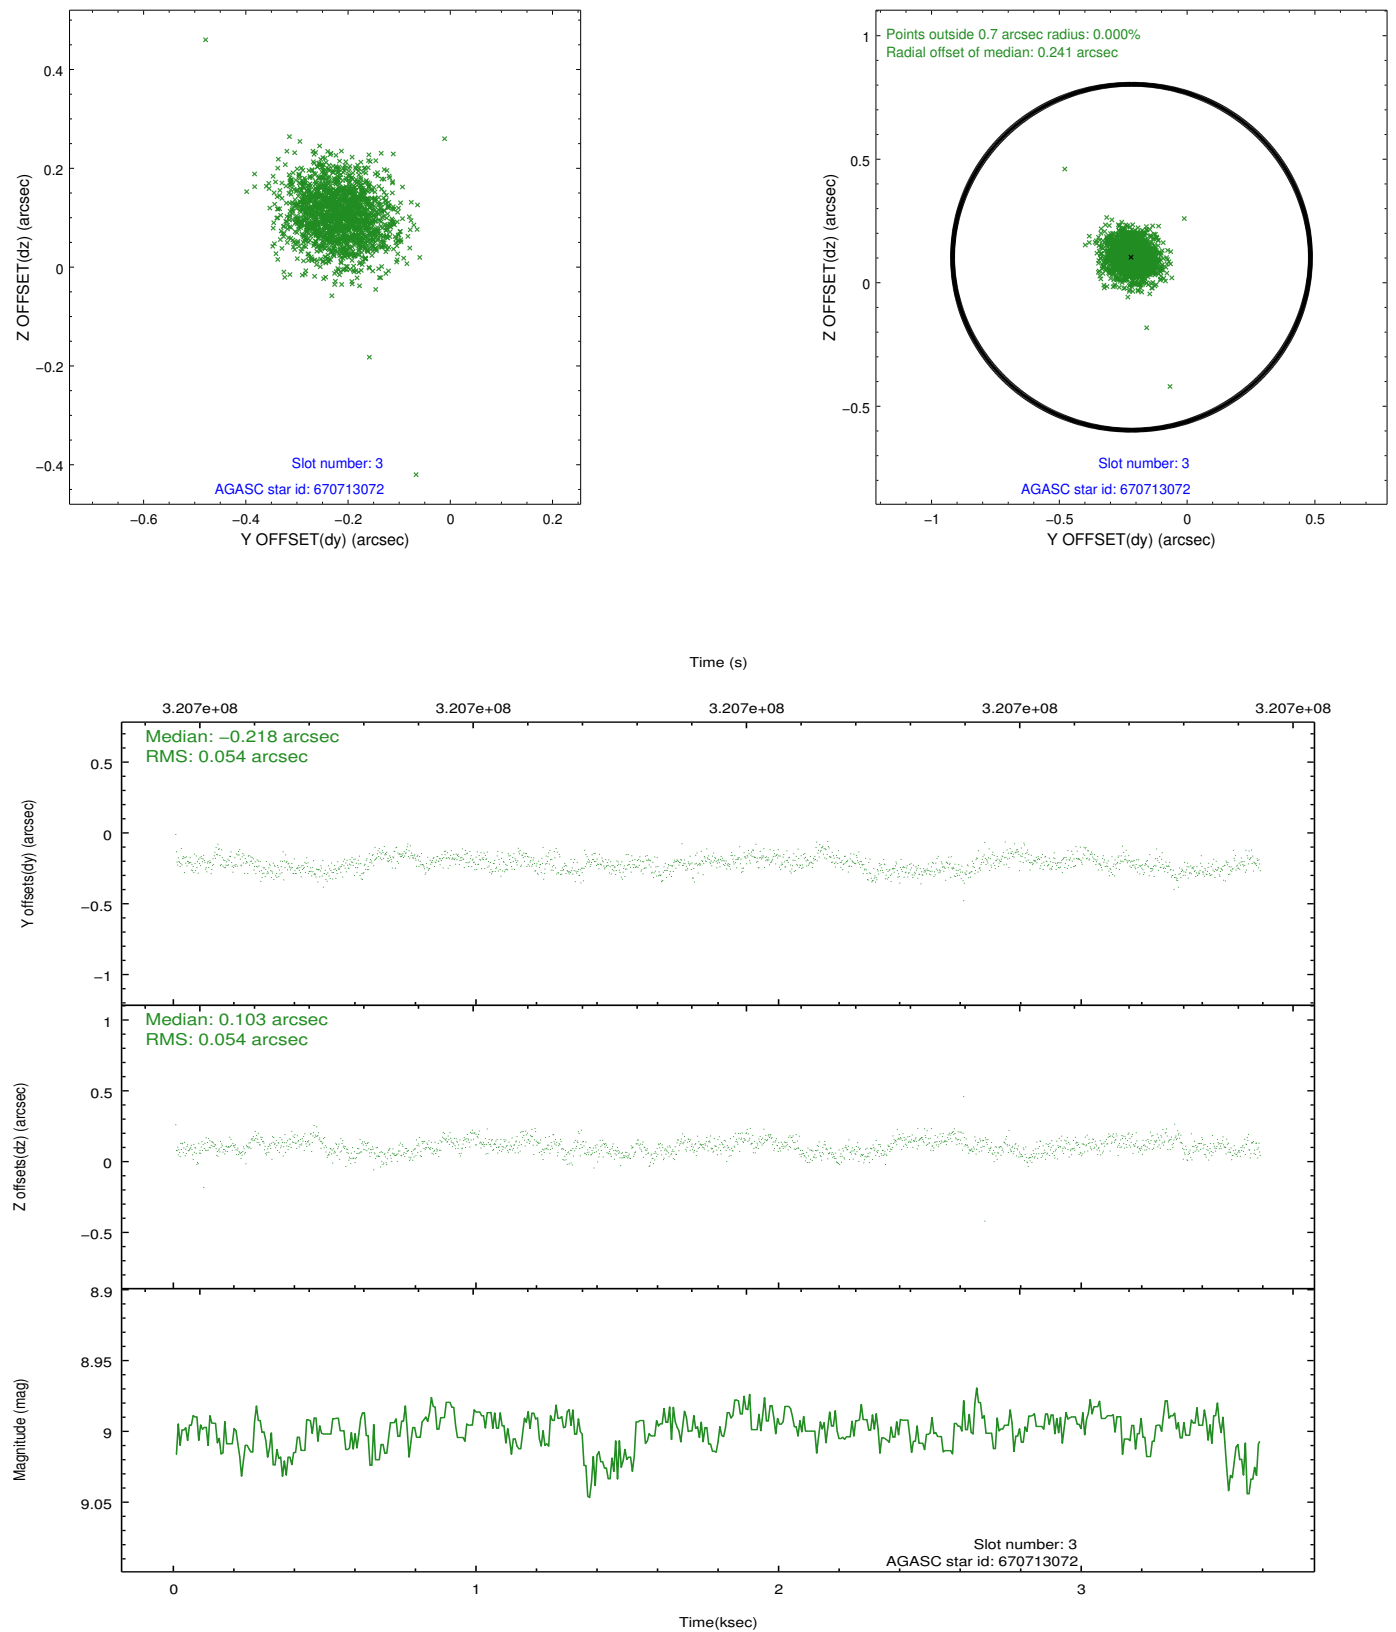 0.4
0.2
0
−0.2
−0.4
Z OFFSET(dz) (arcsec)
Slot number: 3
AGASC star id: 670713072
−0.6
−0.4
−0.2
0
0.2
Y OFFSET(dy) (arcsec)
Points outside 0.7 arcsec radius: 0.000%
Radial offset of median: 0.241 arcsec
1
0.5
0
−0.5
Z OFFSET(dz) (arcsec)
Slot number: 3
AGASC star id: 670713072
−1
−0.5
0
0.5
Y OFFSET(dy) (arcsec)
Time (s)
3.207e+08
3.207e+08
3.207e+08
3.207e+08
3.207e+08
Median: −0.218 arcsec
RMS: 0.054 arcsec
0.5
0
−0.5
−1
Y offsets(dy) (arcsec)
Median: 0.103 arcsec
RMS: 0.054 arcsec
1
0.5
0
−0.5
Z offsets(dz) (arcsec)
8.9
8.95
9
9.05
Magnitude (mag)
Slot number: 3
AGASC star id: 670713072
0
1
2
3
Time(ksec)